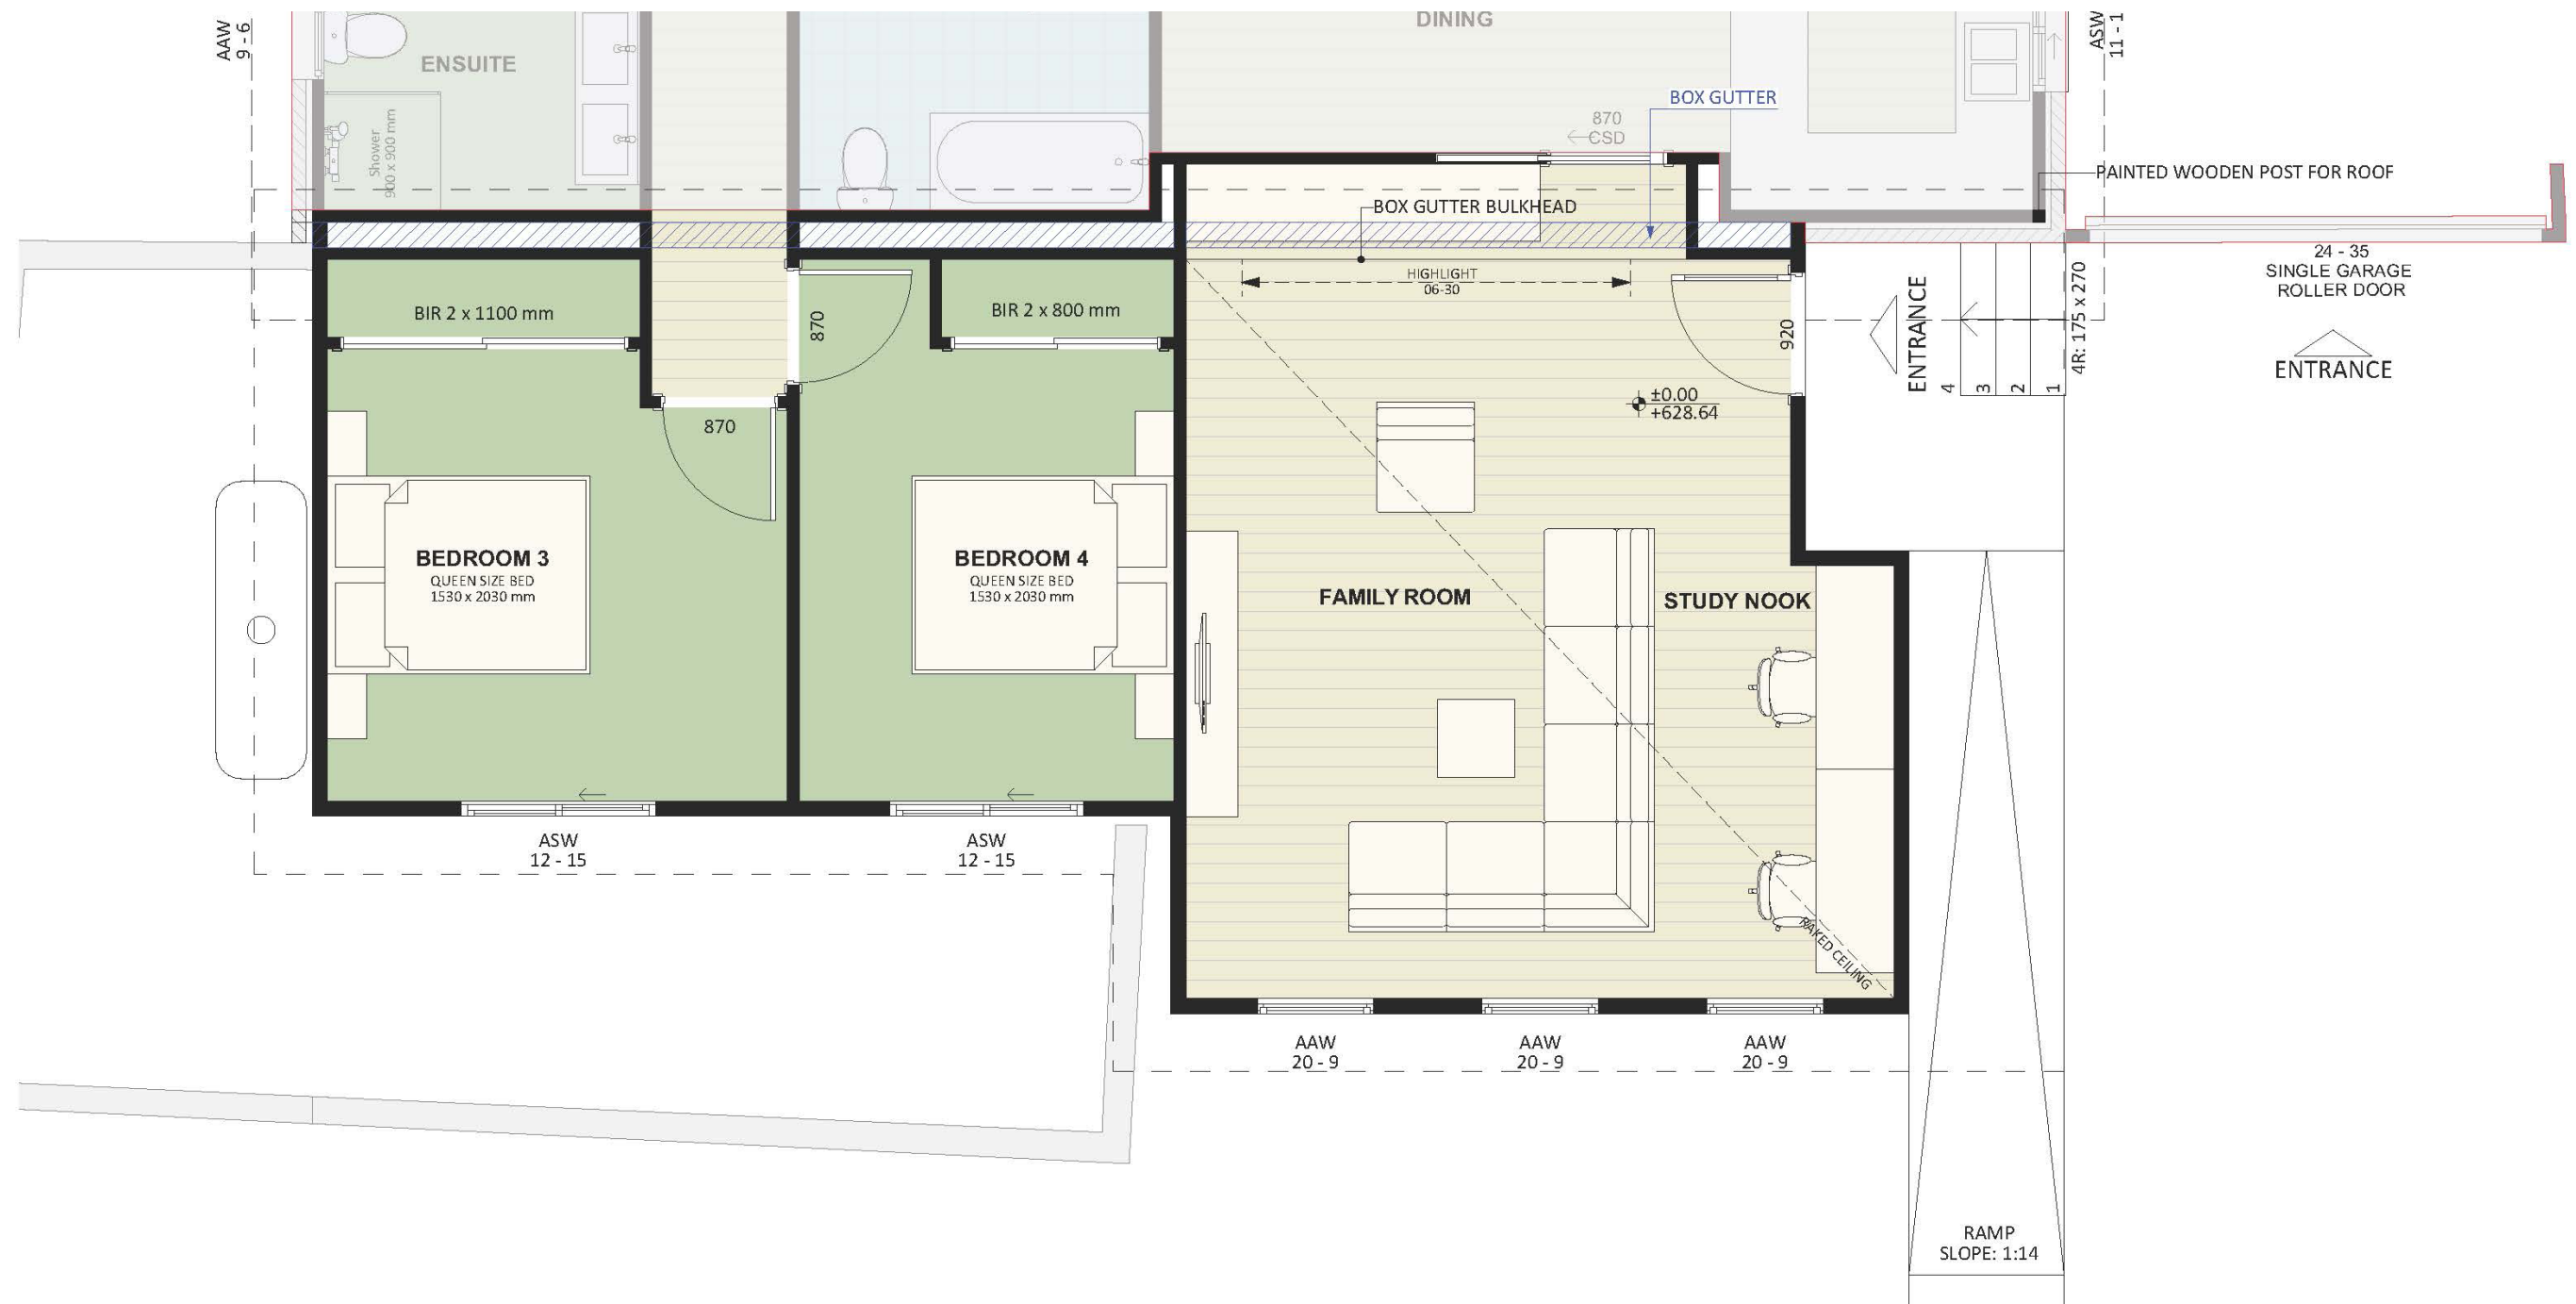 AAW
9 - 6
ENSUITE
Shower
900 x 900 mm
DINING
ASW
11 - 1
BOX GUTTER
870
CSD
PAINTED WOODEN POST FOR ROOF
BOX GUTTER BULKHEAD
24 - 35
SINGLE GARAGE
ROLLER DOOR
ENTRANCE
HIGHLIGHT
06-30
BIR 2 x 1100 mm
870
BIR 2 x 800 mm
920
ENTRANCE
4
3
2
1
4R: 175 x 270
±0.00
+628.64
870
BEDROOM 3
QUEEN SIZE BED
1530 x 2030 mm
BEDROOM 4
QUEEN SIZE BED
1530 x 2030 mm
FAMILY ROOM
STUDY NOOK
ASW
12 - 15
ASW
12 - 15
RAKED CEILING
AAW
20 - 9
AAW
20 - 9
AAW
20 - 9
RAMP
SLOPE: 1:14